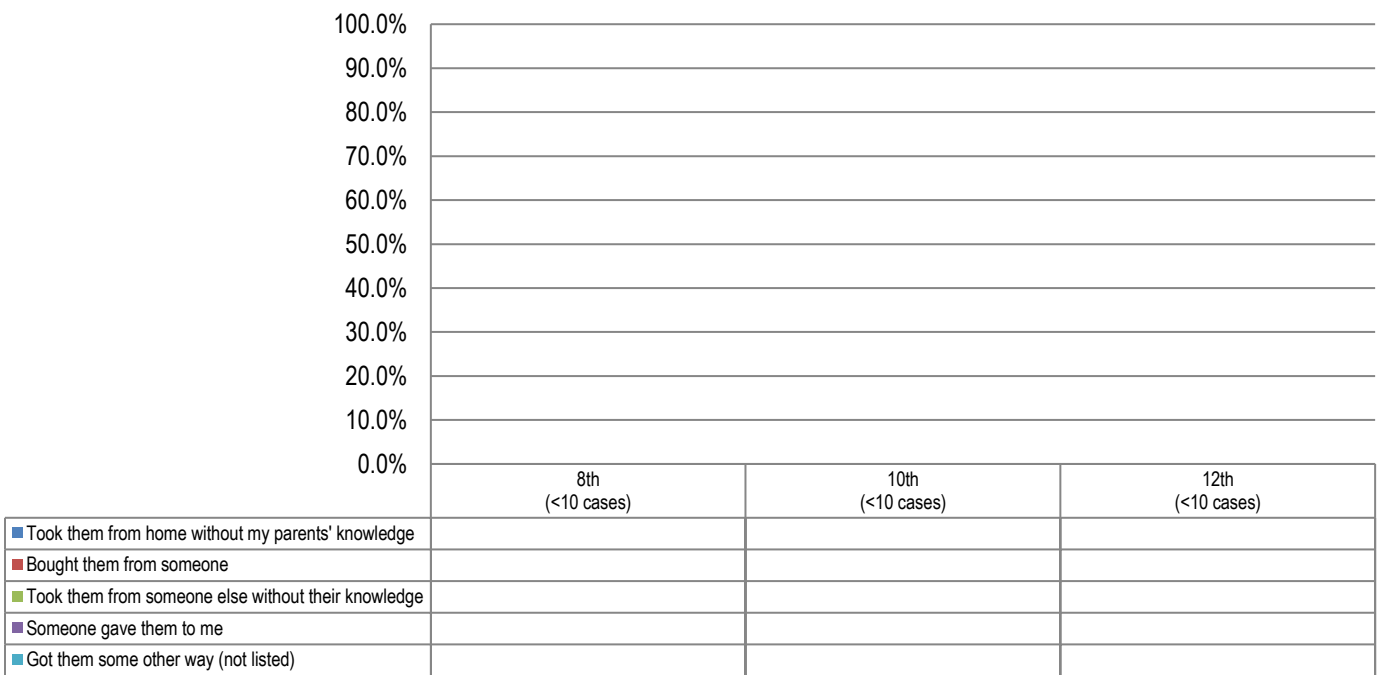 100.0%
90.0%
80.0%
70.0%
60.0%
50.0%
40.0%
30.0%
20.0%
10.0%
0.0%
8th
(<10 cases)
10th
(<10 cases)
12th
(<10 cases)
Took them from home without my parents' knowledge
Bought them from someone
Took them from someone else without their knowledge
Someone gave them to me
Got them some other way (not listed)